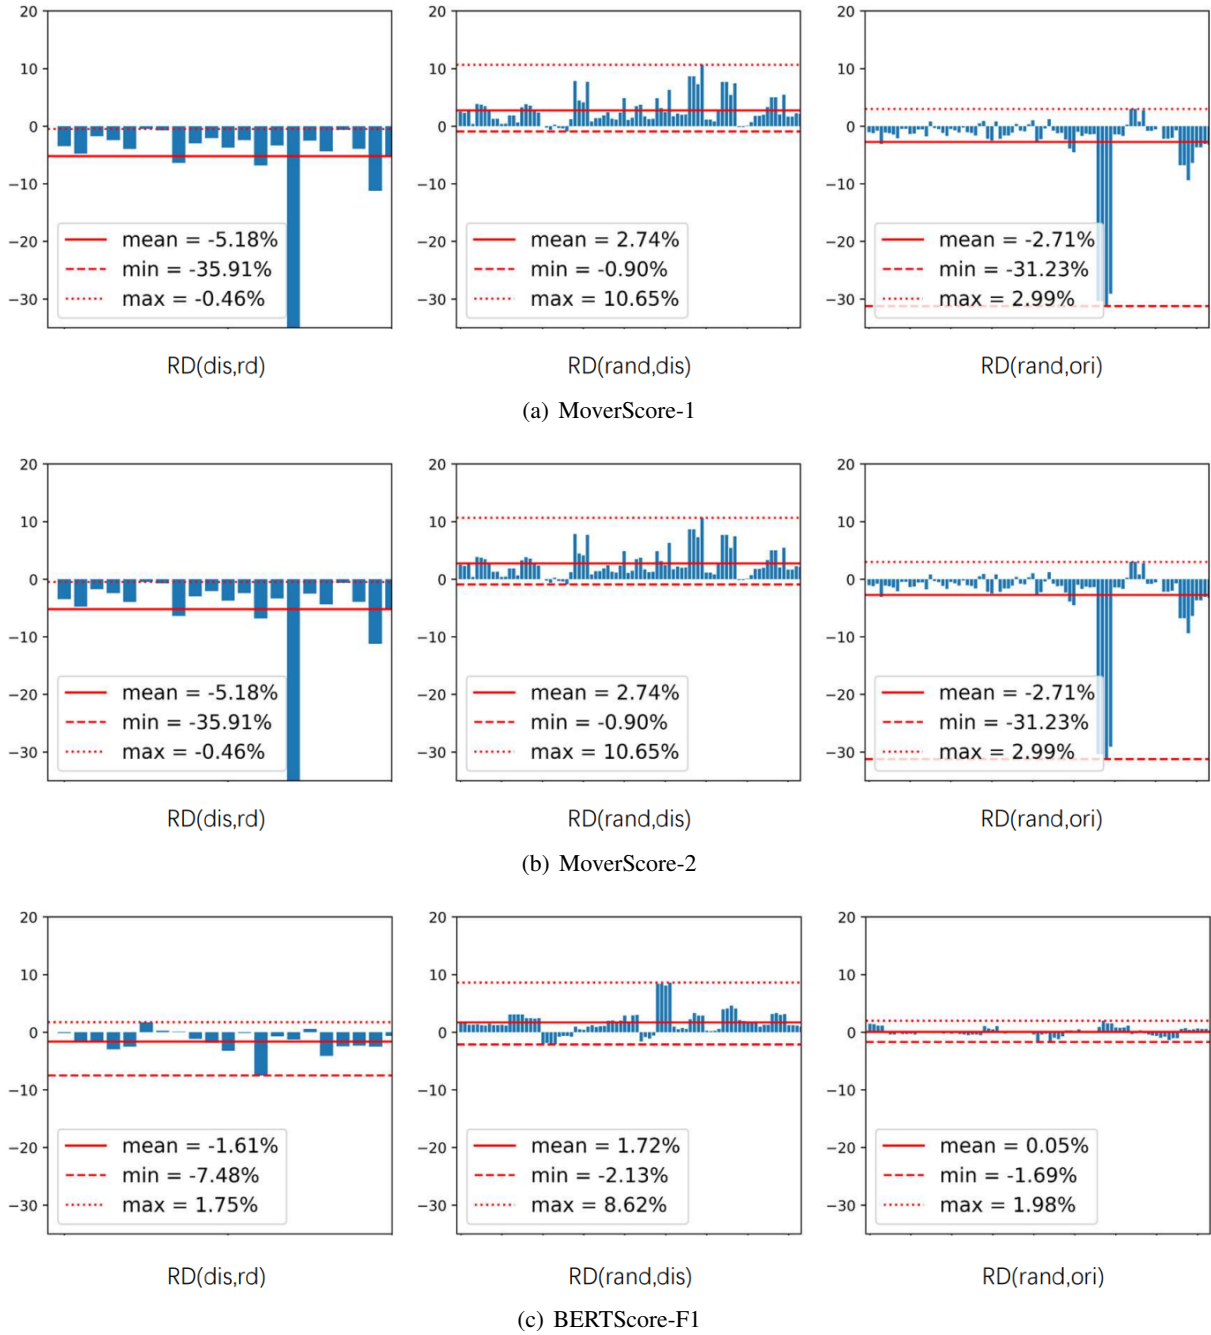 20
10
0
−10
−20
−30
mean = -5.18%
min = -35.91%
max = -0.46%
RD(dis,rd)
20
10
0
−10
−20
−30
mean = 2.74%
min = -0.90%
max = 10.65%
RD(rand,dis)
20
10
0
−10
−20
−30
mean = -2.71%
min = -31.23%
max = 2.99%
RD(rand,ori)
(a) MoverScore-1
20
10
0
−10
−20
−30
mean = -5.18%
min = -35.91%
max = -0.46%
RD(dis,rd)
20
10
0
−10
−20
−30
mean = 2.74%
min = -0.90%
max = 10.65%
RD(rand,dis)
20
10
0
−10
−20
−30
mean = -2.71%
min = -31.23%
max = 2.99%
RD(rand,ori)
(b) MoverScore-2
20
10
0
−10
−20
−30
mean = -1.61%
min = -7.48%
max = 1.75%
RD(dis,rd)
20
10
0
−10
−20
−30
mean = 1.72%
min = -2.13%
max = 8.62%
RD(rand,dis)
20
10
0
−10
−20
−30
mean = 0.05%
min = -1.69%
max = 1.98%
RD(rand,ori)
(c) BERTScore-F1